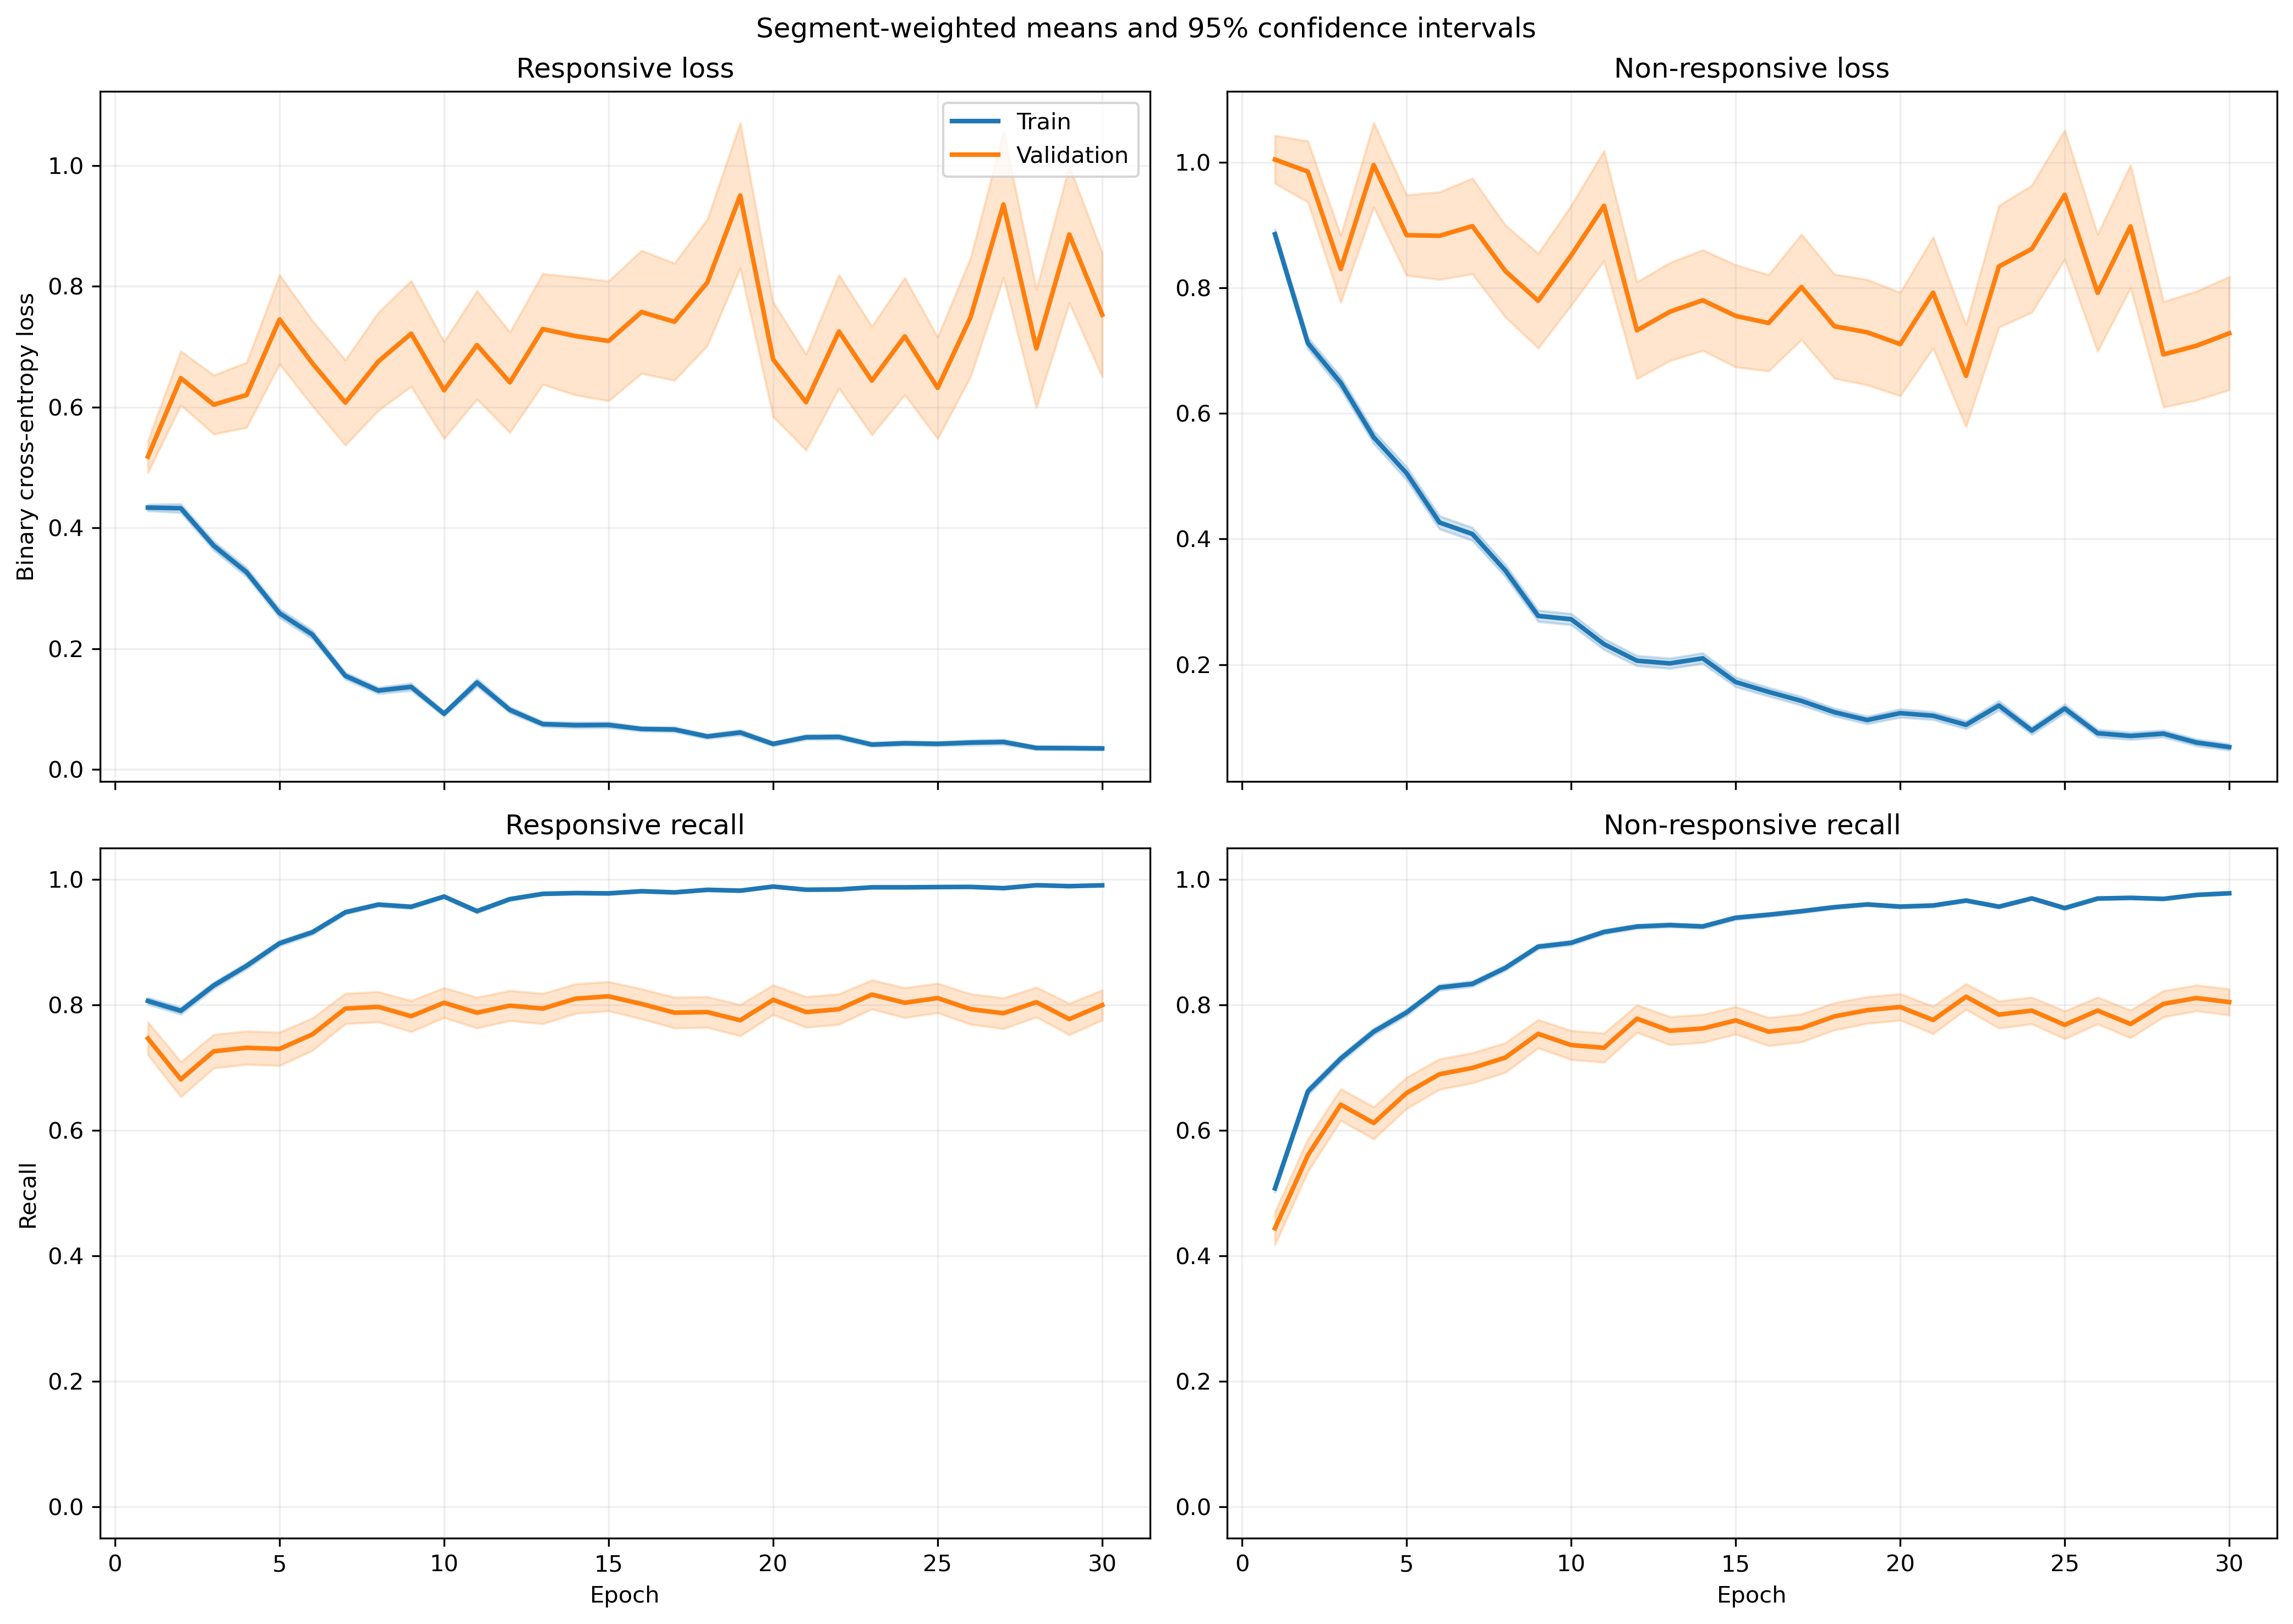 Segment-weighted means and 95% confidence intervals
Responsive loss
Non-responsive loss
Train
Validation
Binary cross-entropy loss
1.0
0.8
0.6
0.4
0.2
0.0
1.0
0.8
0.6
0.4
0.2
Responsive recall
Non-responsive recall
Recall
1.0
0.8
0.6
0.4
0.2
0.0
0 5 10 15 20 25 30
Epoch
1.0
0.8
0.6
0.4
0.2
0.0
0 5 10 15 20 25 30
Epoch